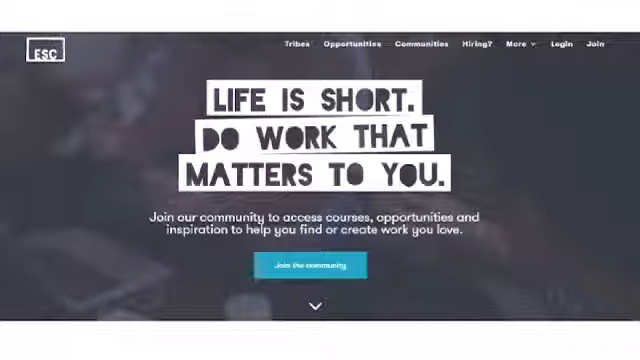 ESC
Tribes Opportunities Communities Hiring? More Login Join
LIFE IS SHORT.
DO WORK THAT
MATTERS TO YOU.
Join our community to access courses, opportunities and
inspiration to help you find or create work you love.
Join the community